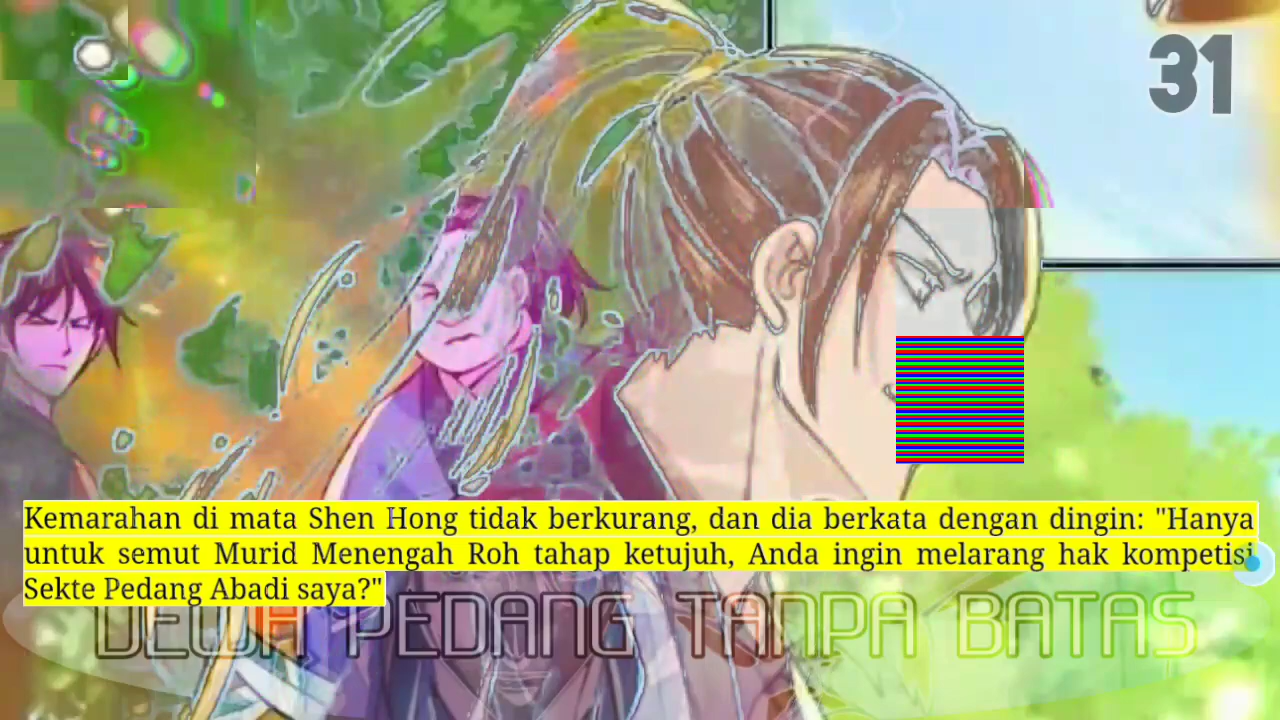 31
Kemarahan di mata Shen Hong tidak berkurang, dan dia berkata dengan dingin: "Hanya
untuk semut Murid Menengah Roh tahap ketujuh, Anda ingin melarang hak kompetisi
Sekte Pedang Abadi saya?"
DEWA PEDANG TANPA BATAS